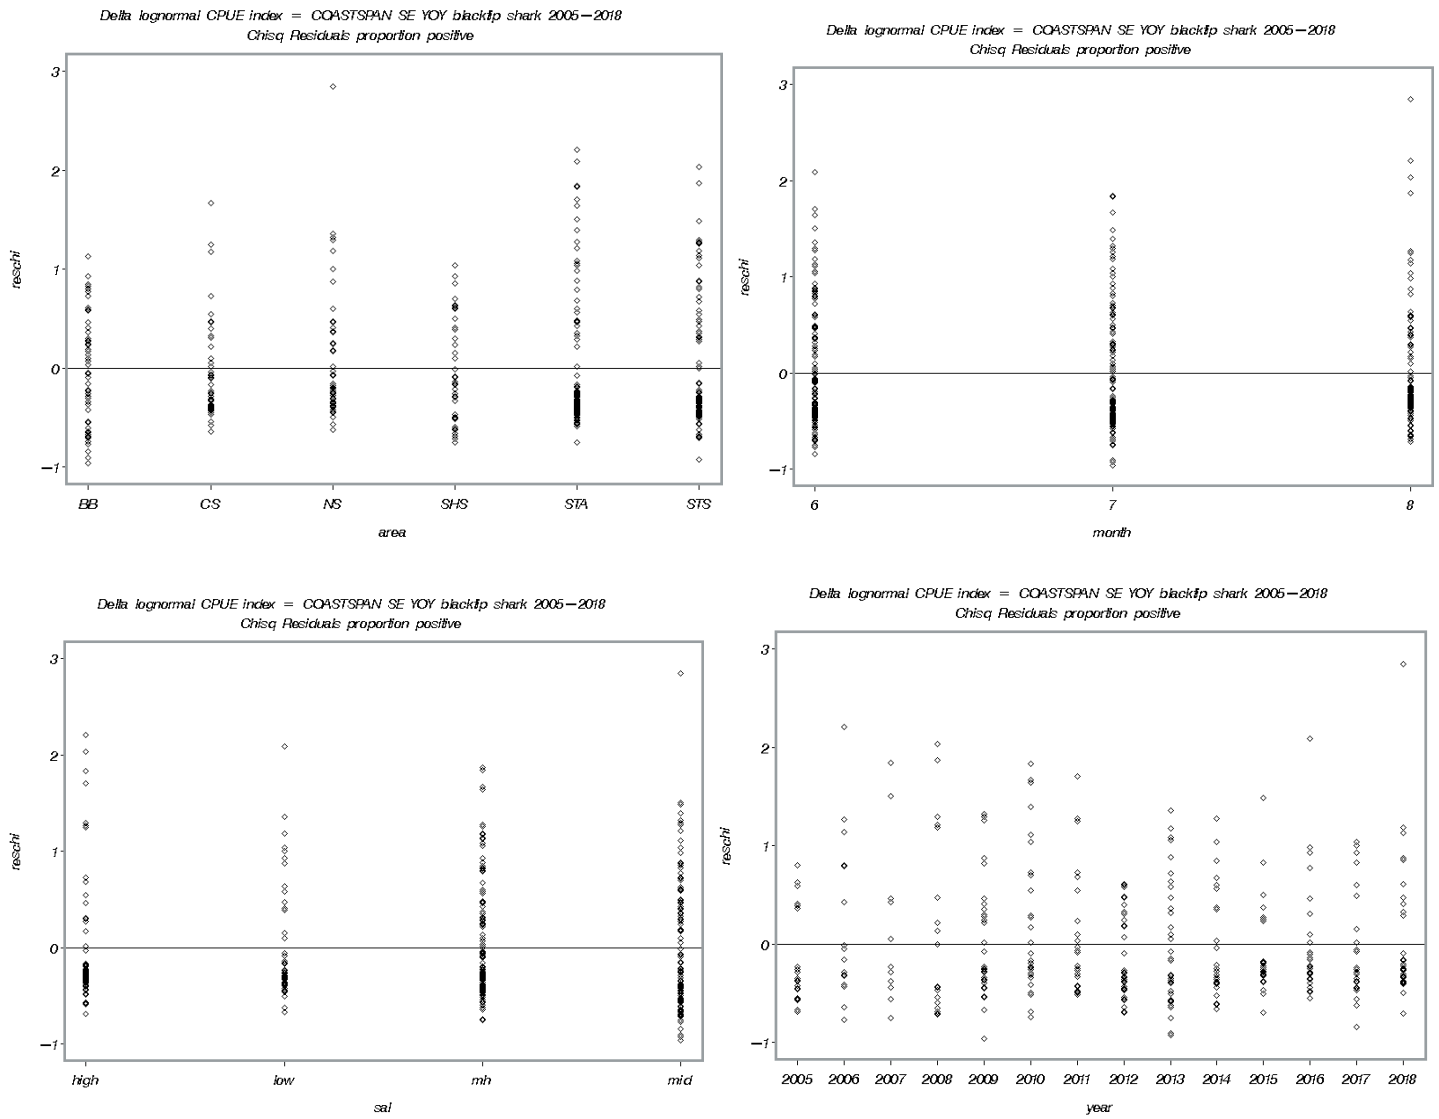 Delta lognormal CPUE index = COASTSPAN SE YOY blacktip shark 2005–2018
Chisq Residuals proportion positive
3
2
1
0
−1
reschi
BB CS NS SHS STA STS
area
Delta lognormal CPUE index = COASTSPAN SE YOY blacktip shark 2005–2018
Chisq Residuals proportion positive
3
2
1
0
−1
reschi
6 7 8
month
Delta lognormal CPUE index = COASTSPAN SE YOY blacktip shark 2005–2018
Chisq Residuals proportion positive
3
2
1
0
−1
reschi
high low mh mid
sal
Delta lognormal CPUE index = COASTSPAN SE YOY blacktip shark 2005–2018
Chisq Residuals proportion positive
3
2
1
0
−1
reschi
2005 2006 2007 2008 2009 2010 2011 2012 2013 2014 2015 2016 2017 2018
year